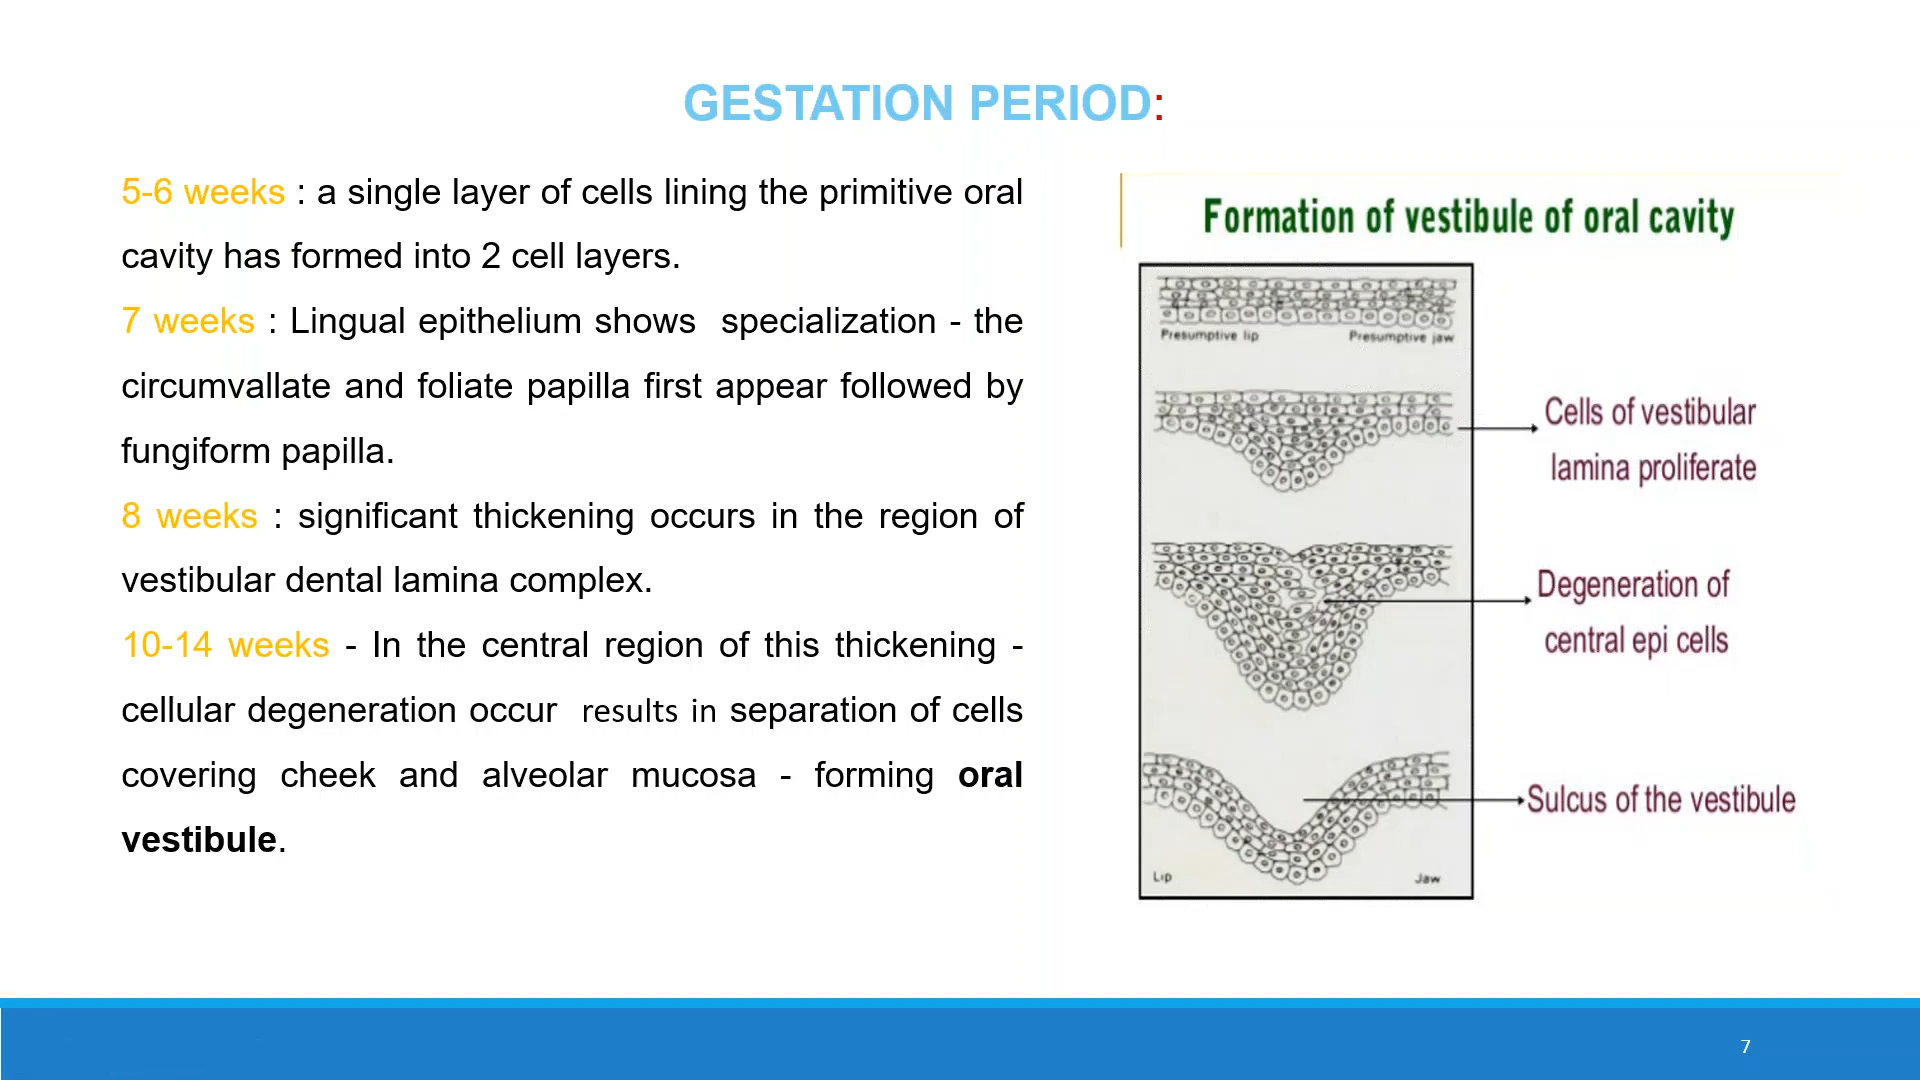 GESTATION PERIOD:
5-6 weeks : a single layer of cells lining the primitive oral
cavity has formed into 2 cell layers.
7 weeks : Lingual epithelium shows specialization - the
circumvallate and foliate papilla first appear followed by
fungiform papilla.
8 weeks : significant thickening occurs in the region of
vestibular dental lamina complex.
10-14 weeks - In the central region of this thickening -
cellular degeneration occur results in separation of cells
covering cheek and alveolar mucosa - forming oral
vestibule.
Formation of vestibule of oral cavity
Presumptive lip Presumptive jaw
Cells of vestibular
lamina proliferate
Degeneration of
central epi cells
Sulcus of the vestibule
Lip Jaw
7